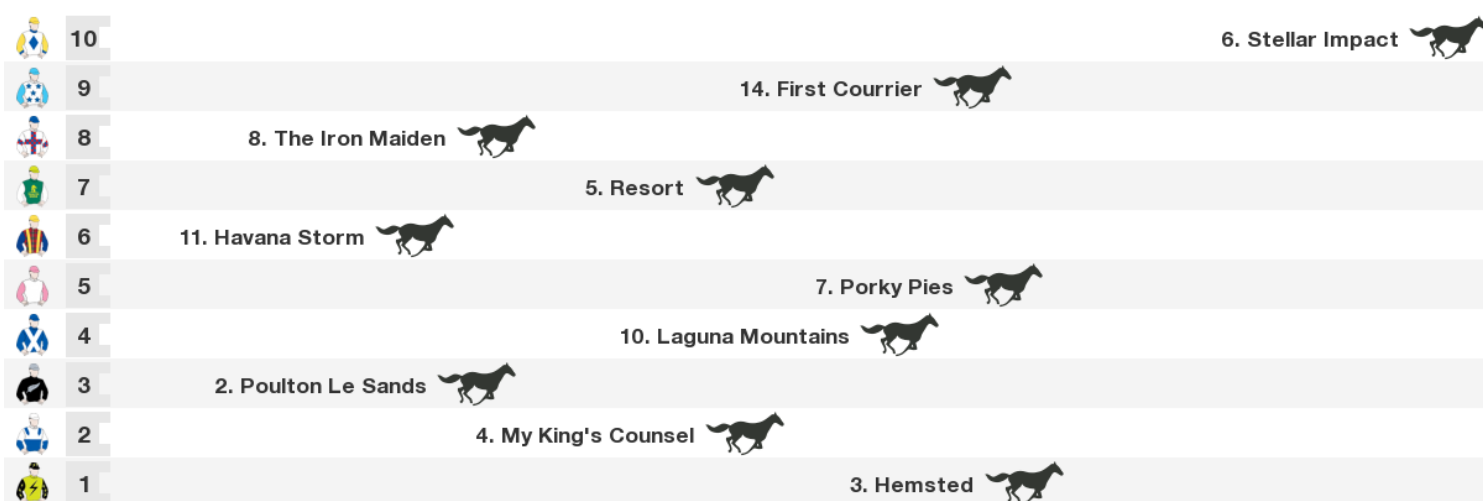 10 6. Stellar Impact
9 14. First Courrier
8 8. The Iron Maiden
7 5. Resort
6 11. Havana Storm
5 7. Porky Pies
4 10. Laguna Mountains
3 2. Poulton Le Sands
2 4. My King's Counsel
1 3. Hemsted